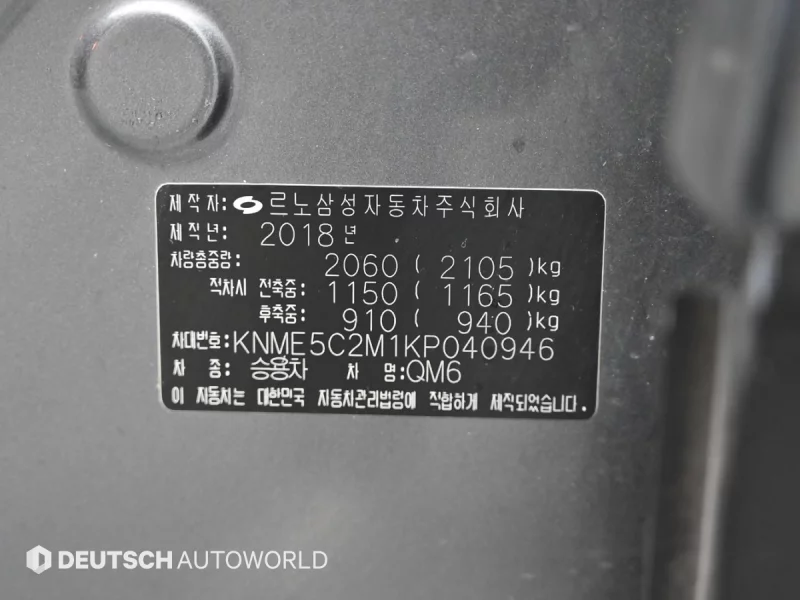 제작자: 르노삼성자동차주식회사
제작년: 2018년
차량총중량: 2060 ( 2105 )kg
적차시 전축중: 1150 ( 1165 )kg
후축중: 910 ( 940 )kg
차대번호: KNME5C2M1KP040946
차 종: 승용차 차 명: QM6
이 자동차는 대한민국 자동차관리법령에 적합하게 제작되었습니다.
DEUTSCH AUTOWORLD